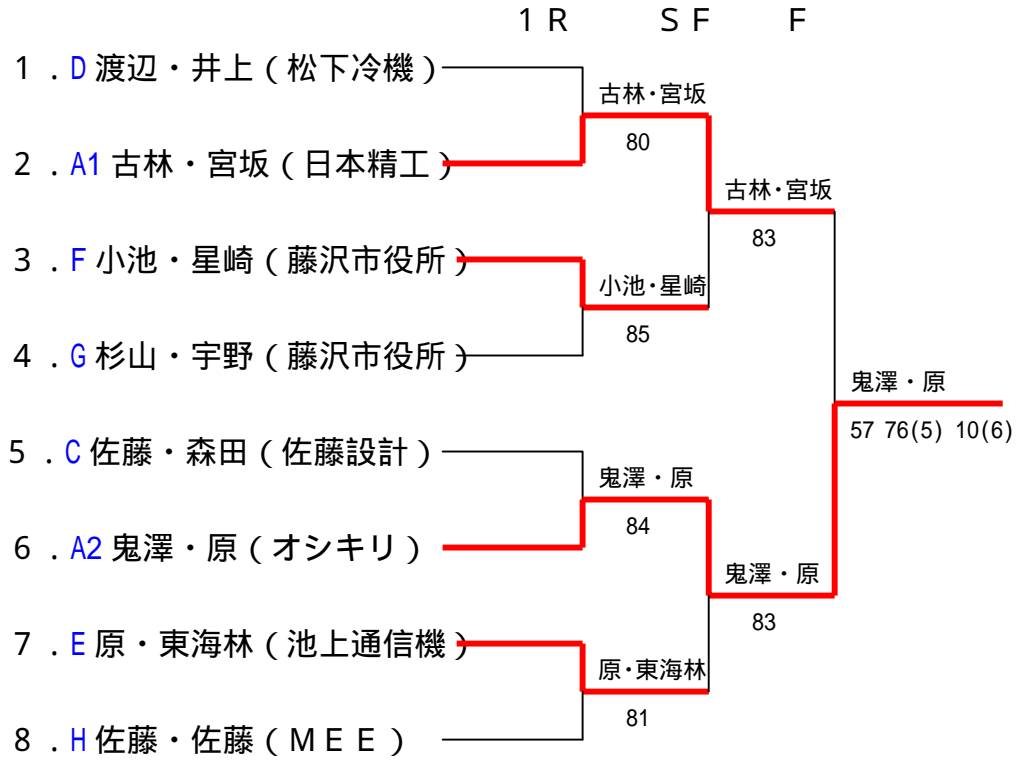 1 R S F F
1 . D 渡辺・井上 ( 松下冷機 )
古林・宮坂
80
2 . A1 古林・宮坂 ( 日本精工 )
古林・宮坂
83
3 . F 小池・星崎 ( 藤沢市役所 )
小池・星崎
85
4 . G 杉山・宇野 ( 藤沢市役所 )
鬼澤・原
57 76(5) 10(6)
5 . C 佐藤・森田 ( 佐藤設計 )
鬼澤・原
84
6 . A2 鬼澤・原 ( オシキリ )
鬼澤・原
83
7 . E 原・東海林 ( 池上通信機 )
原・東海林
81
8 . H 佐藤・佐藤 ( M E E )